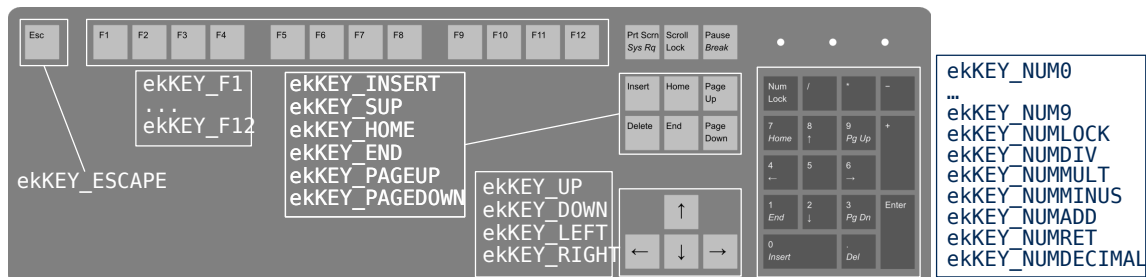 Esc
F1 F2 F3 F4 F5 F6 F7 F8 F9 F10 F11 F12
Prt Scrn Scroll Pause
Sys Rq Lock Break
ekKEY_F1
...
ekKEY_F12
ekKEY_ESCAPE
ekKEY_INSERT
ekKEY_SUP
ekKEY_HOME
ekKEY_END
ekKEY_PAGEUP
ekKEY_PAGEDOWN
Insert Home Page
Up
Delete End Page
Down
ekKEY_UP
ekKEY_DOWN
ekKEY_LEFT
ekKEY_RIGHT
↑
← ↓ →
Num / * −
Lock
7 8 9 +
Home ↑ Pg Up
4 5 6
← →
1 2 3 Enter
End ↓ Pg Dn
0 .
Insert Del
ekKEY_NUM0
…
ekKEY_NUM9
ekKEY_NUMLOCK
ekKEY_NUMDIV
ekKEY_NUMMULT
ekKEY_NUMMINUS
ekKEY_NUMADD
ekKEY_NUMRET
ekKEY_NUMDECIMAL